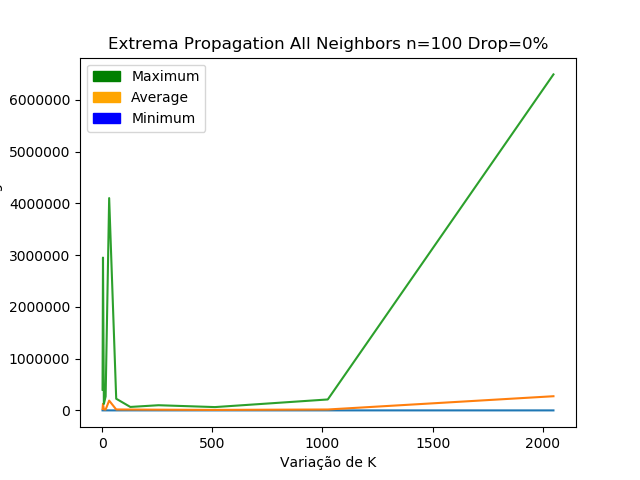 Extrema Propagation All Neighbors n=100 Drop=0%
Maximum
Average
Minimum
6000000
5000000
4000000
3000000
2000000
1000000
0
0
500
1000
1500
2000
Variação de K